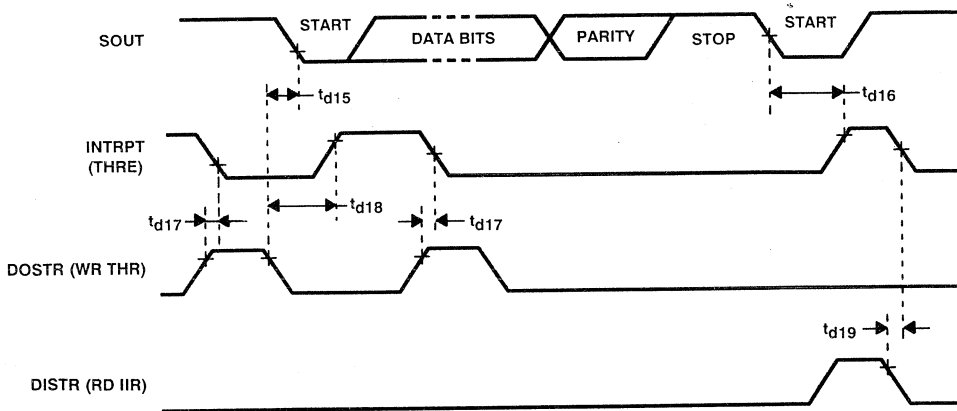 SOUT
START
DATA BITS
PARITY
STOP
START
td15
td16
INTRPT
(THRE)
td17
td18
td17
DOSTR (WR THR)
td19
DISTR (RD IIR)